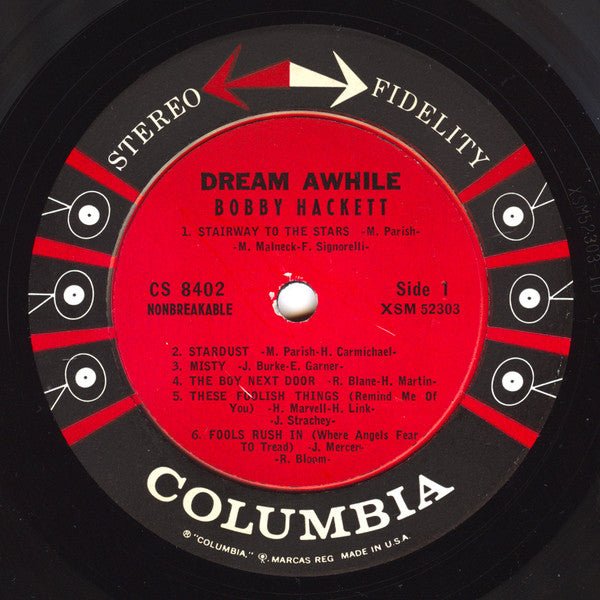 STEREO FIDELITY
DREAM AWHILE
BOBBY HACKETT
1. STAIRWAY TO THE STARS -M. Parish-
-M. Malneck-F. Signorelli-
CS 8402
NONBREAKABLE
Side 1
XSM 52303
2. STARDUST -M. Parish-H. Carmichael-
3. MISTY -J. Burke-E. Garner-
4. THE BOY NEXT DOOR -R. Blane-H. Martin-
5. THESE FOOLISH THINGS (Remind Me Of
You) -H. Marvell-H. Link-
-J. Strachey-
6. FOOLS RUSH IN (Where Angels Fear
TO Tread) -J. Mercer-
-R. Bloom-
COLUMBIA
® "COLUMBIA," ®. MARCAS REG MADE IN U.S.A.
XSM52303